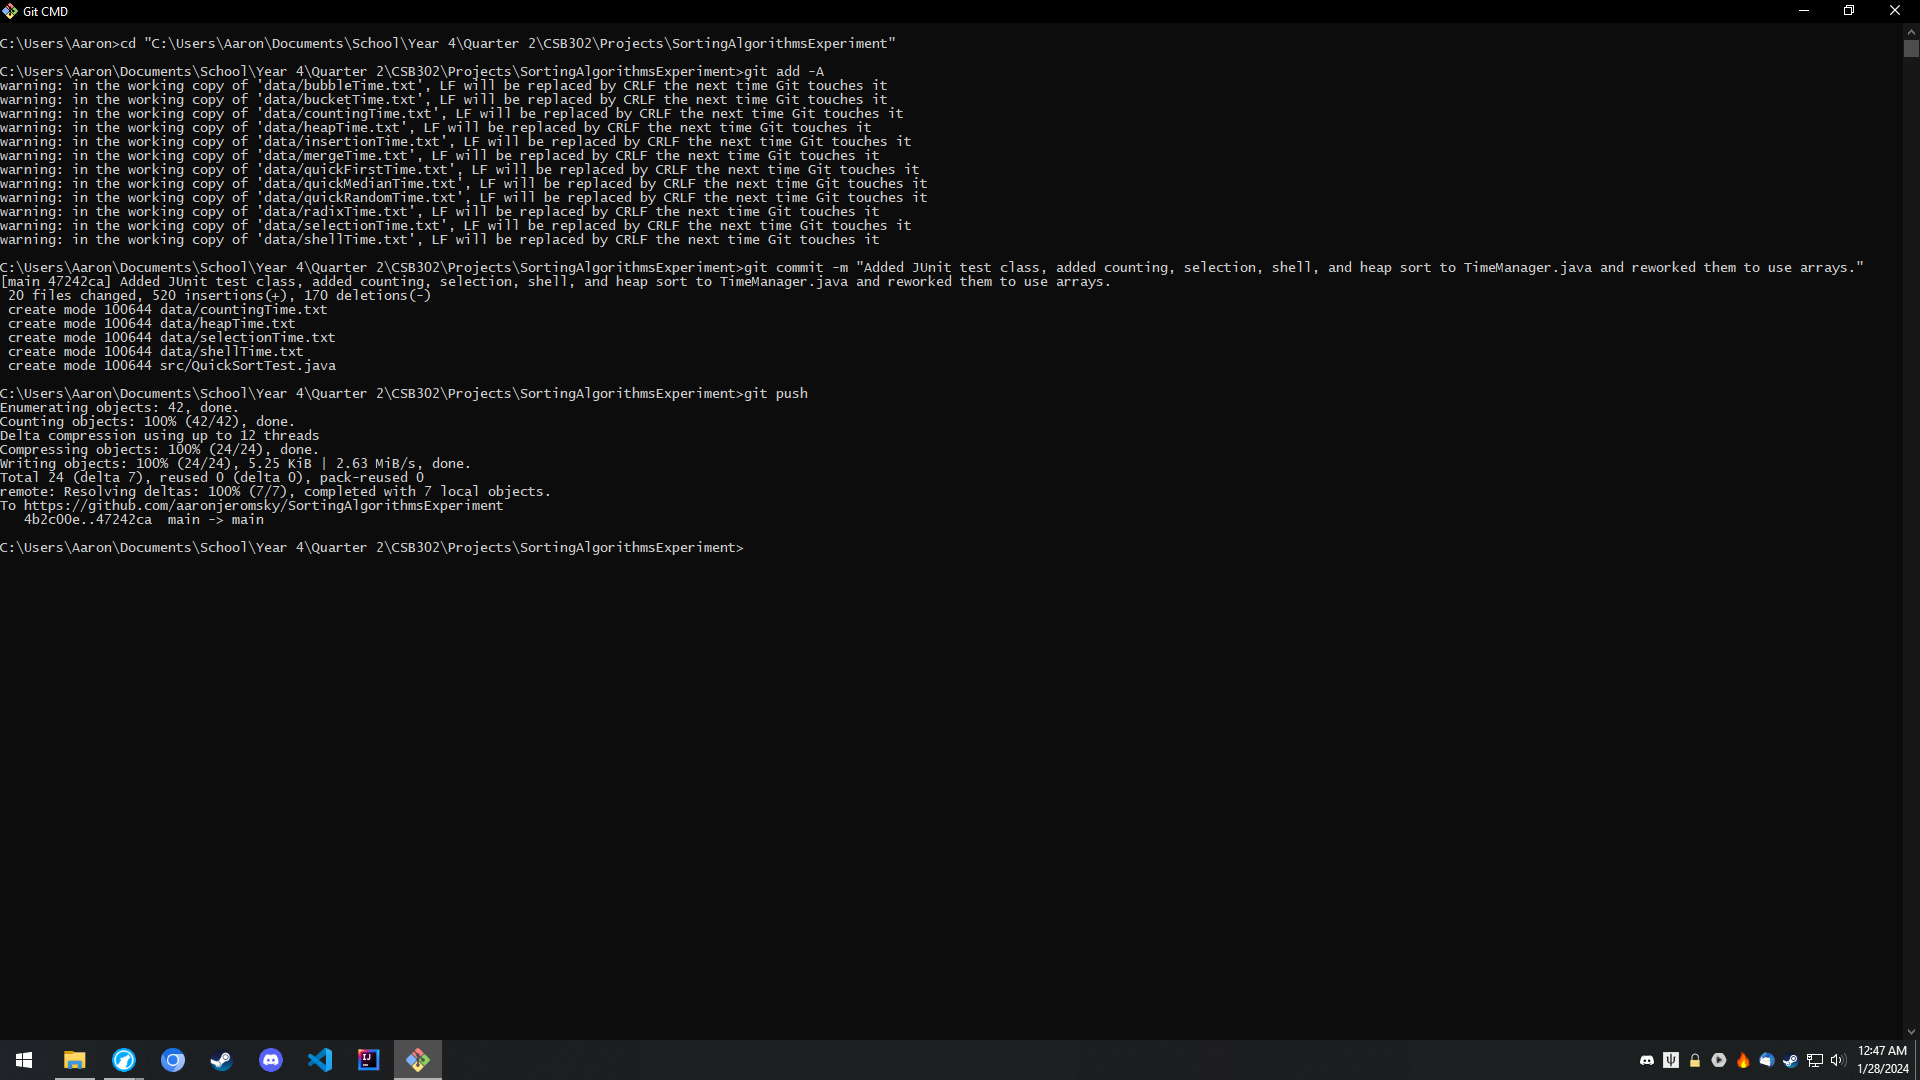 Git CMD
C:\Users\Aaron>cd "C:\Users\Aaron\Documents\School\Year 4\Quarter 2\CSB302\Projects\SortingAlgorithmsExperiment"
C:\Users\Aaron\Documents\School\Year 4\Quarter 2\CSB302\Projects\SortingAlgorithmsExperiment>git add -A
warning: in the working copy of 'data/bubbleTime.txt', LF will be replaced by CRLF the next time Git touches it
warning: in the working copy of 'data/bucketTime.txt', LF will be replaced by CRLF the next time Git touches it
warning: in the working copy of 'data/countingTime.txt', LF will be replaced by CRLF the next time Git touches it
warning: in the working copy of 'data/heapTime.txt', LF will be replaced by CRLF the next time Git touches it
warning: in the working copy of 'data/insertionTime.txt', LF will be replaced by CRLF the next time Git touches it
warning: in the working copy of 'data/mergeTime.txt', LF will be replaced by CRLF the next time Git touches it
warning: in the working copy of 'data/quickFirstTime.txt', LF will be replaced by CRLF the next time Git touches it
warning: in the working copy of 'data/quickMedianTime.txt', LF will be replaced by CRLF the next time Git touches it
warning: in the working copy of 'data/quickRandomTime.txt', LF will be replaced by CRLF the next time Git touches it
warning: in the working copy of 'data/radixTime.txt', LF will be replaced by CRLF the next time Git touches it
warning: in the working copy of 'data/selectionTime.txt', LF will be replaced by CRLF the next time Git touches it
warning: in the working copy of 'data/shellTime.txt', LF will be replaced by CRLF the next time Git touches it
C:\Users\Aaron\Documents\School\Year 4\Quarter 2\CSB302\Projects\SortingAlgorithmsExperiment>git commit -m "Added JUnit test class, added counting, selection, shell, and heap sort to TimeManager.java and reworked them to use arrays."
[main 47242ca] Added JUnit test class, added counting, selection, shell, and heap sort to TimeManager.java and reworked them to use arrays.
20 files changed, 520 insertions(+), 170 deletions(-)
create mode 100644 data/countingTime.txt
create mode 100644 data/heapTime.txt
create mode 100644 data/selectionTime.txt
create mode 100644 data/shellTime.txt
create mode 100644 src/QuickSortTest.java
C:\Users\Aaron\Documents\School\Year 4\Quarter 2\CSB302\Projects\SortingAlgorithmsExperiment>git push
Enumerating objects: 42, done.
Counting objects: 100% (42/42), done.
Delta compression using up to 12 threads
Compressing objects: 100% (24/24), done.
Writing objects: 100% (24/24), 5.25 KiB | 2.63 MiB/s, done.
Total 24 (delta 7), reused 0 (delta 0), pack-reused 0
remote: Resolving deltas: 100% (7/7), completed with 7 local objects.
To https://github.com/aaronjeromsky/SortingAlgorithmsExperiment
4b2c00e..47242ca  main -> main
C:\Users\Aaron\Documents\School\Year 4\Quarter 2\CSB302\Projects\SortingAlgorithmsExperiment>
IJ
12:47 AM
1/28/2024